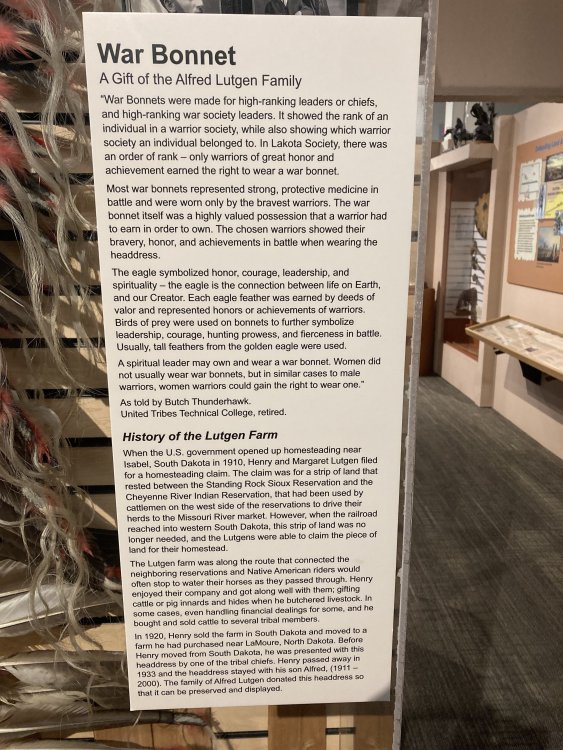 War Bonnet
A Gift of the Alfred Lutgen Family
"War Bonnets were made for high-ranking leaders or chiefs,
and high-ranking war society leaders. It showed the rank of an
individual in a warrior society, while also showing which warrior
society an individual belonged to. In Lakota Society, there was
an order of rank – only warriors of great honor and
achievement earned the right to wear a war bonnet.
Most war bonnets represented strong, protective medicine in
battle and were worn only by the bravest warriors. The war
bonnet itself was a highly valued possession that a warrior had
to earn in order to own. The chosen warriors showed their
bravery, honor, and achievements in battle when wearing the
headdress.
The eagle symbolized honor, courage, leadership, and
spirituality – the eagle is the connection between life on Earth,
and our Creator. Each eagle feather was earned by deeds of
valor and represented honors or achievements of warriors.
Birds of prey were used on bonnets to further symbolize
leadership, courage, hunting prowess, and fierceness in battle.
Usually, tall feathers from the golden eagle were used.
A spiritual leader may own and wear a war bonnet. Women did
not usually wear war bonnets, but in similar cases to male
warriors, women warriors could gain the right to wear one."
As told by Butch Thunderhawk.
United Tribes Technical College, retired.
History of the Lutgen Farm
When the U.S. government opened up homesteading near
Isabel, South Dakota in 1910, Henry and Margaret Lutgen filed
for a homesteading claim. The claim was for a strip of land that
rested between the Standing Rock Sioux Reservation and the
Cheyenne River Indian Reservation, that had been used by
cattlemen on the west side of the reservations to drive their
herds to the Missouri River market. However, when the railroad
reached into western South Dakota, this strip of land was no
longer needed, and the Lutgens were able to claim the piece of
land for their homestead.
The Lutgen farm was along the route that connected the
neighboring reservations and Native American riders would
often stop to water their horses as they passed through. Henry
enjoyed their company and got along well with them; gifting
cattle or pig innards and hides when he butchered livestock. In
some cases, even handling financial dealings for some, and he
bought and sold cattle to several tribal members.
In 1920, Henry sold the farm in South Dakota and moved to a
farm he had purchased near LaMoure, North Dakota. Before
Henry moved from South Dakota, he was presented with this
headdress by one of the tribal chiefs. Henry passed away in
1933 and the headdress stayed with his son Alfred, (1911 –
2000). The family of Alfred Lutgen donated this headdress so
that it can be preserved and displayed.